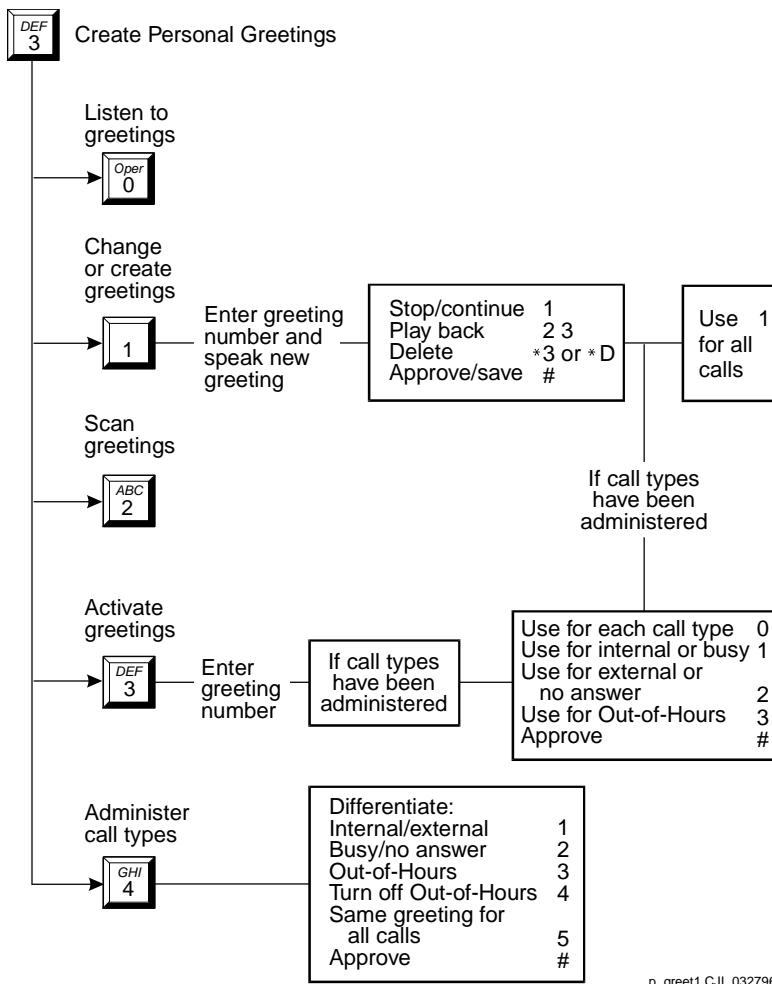 DEF
3
Create Personal Greetings
Listen to
greetings
Oper
0
Change
or create
greetings
1
Enter greeting
number and
speak new
greeting
Stop/continue 1
Play back 2 3
Delete *3 or *D
Approve/save #
Use 1
for all
calls
Scan
greetings
ABC
2
If call types
have been
administered
Activate
greetings
DEF
3
Enter
greeting
number
If call types
have been
administered
Use for each call type 0
Use for internal or busy 1
Use for external or
no answer 2
Use for Out-of-Hours 3
Approve #
Administer
call types
GHI
4
Differentiate:
Internal/external 1
Busy/no answer 2
Out-of-Hours 3
Turn off Out-of-Hours 4
Same greeting for
all calls 5
Approve #
p_greet1 CJL 032796